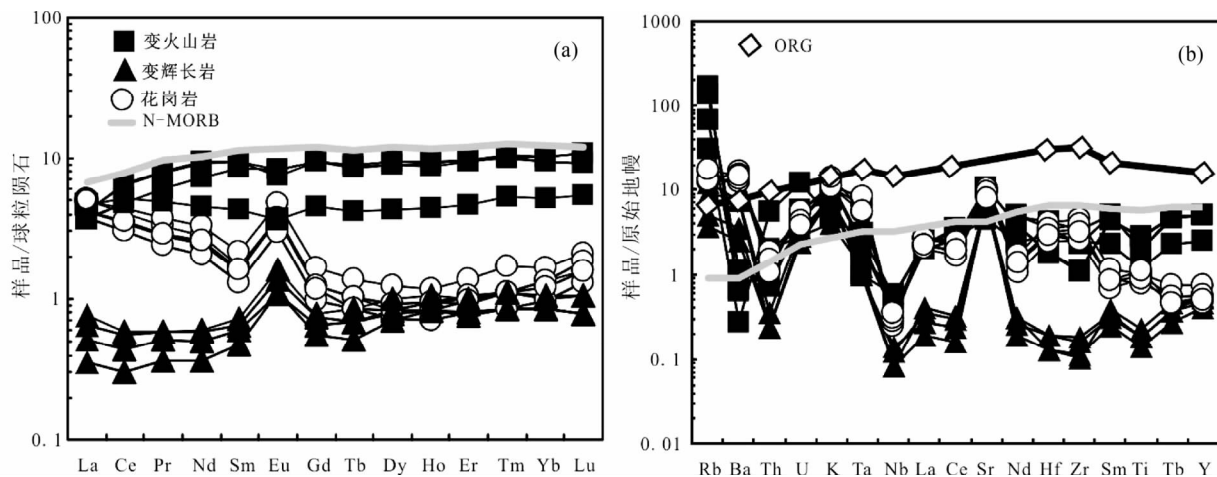 100
10
1
0.1
样品/球粒陨石
(a)
变火山岩
变辉长岩
花岗岩
N-MORB
La Ce Pr Nd Sm Eu Gd Tb Dy Ho Er Tm Yb Lu
1000
100
10
1
0.1
0.01
样品/原始地幔
ORG
(b)
Rb Ba Th U K Ta Nb La Ce Sr Nd Hf Zr Sm Ti Tb Y